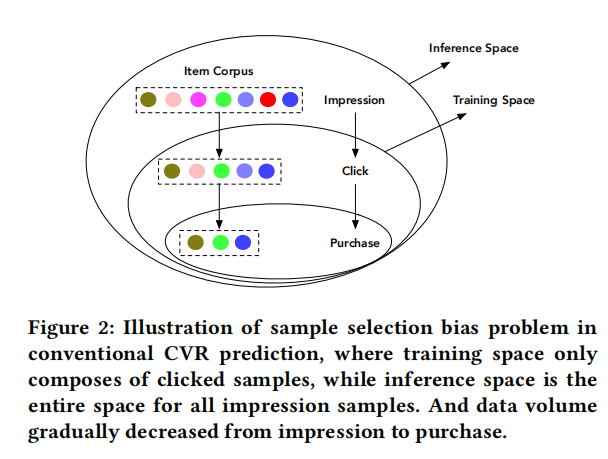 Inference Space
Item Corpus
Impression
Training Space
Click
Purchase
Figure 2: Illustration of sample selection bias problem in
conventional CVR prediction, where training space only
composes of clicked samples, while inference space is the
entire space for all impression samples. And data volume
gradually decreased from impression to purchase.